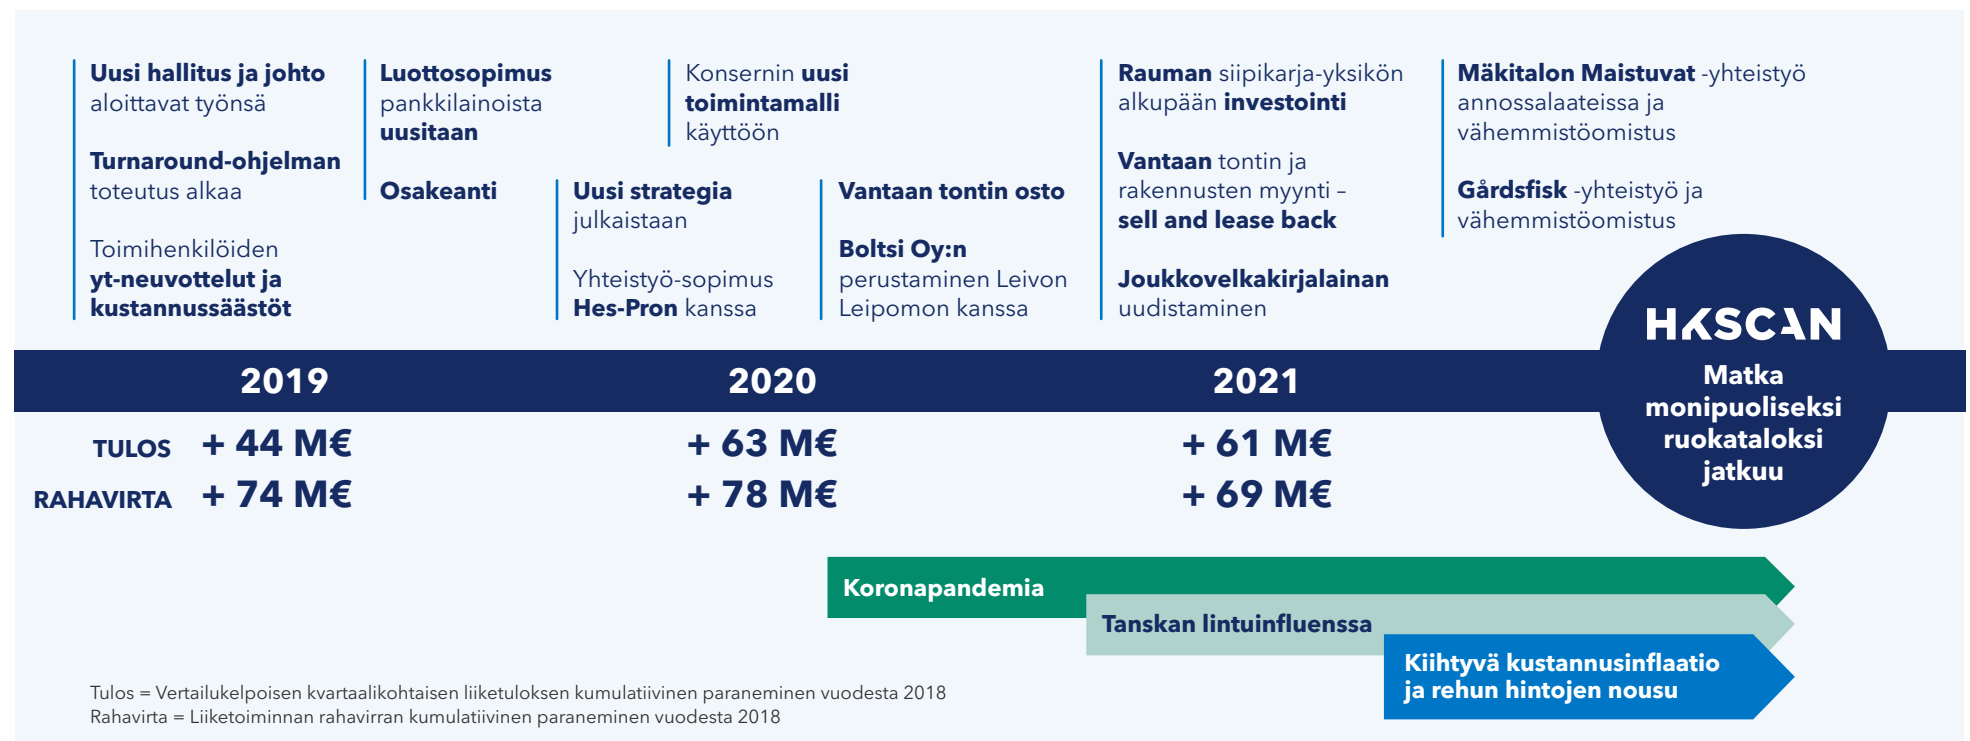 Uusi hallitus ja johto
aloittavat työnsä
Turnaround-ohjelman
toteutus alkaa
Toimihenkilöiden
yt-neuvottelut ja
kustannussäästöt
Luottosopimus
pankkilainoista
uusitaan
Osakeanti
Uusi strategia
julkaistaan
Yhteistyö-sopimus
Hes-Pron kanssa
Konsernin uusi
toimintamalli
käyttöön
Vantaan tontin osto
Boltsi Oy:n
perustaminen Leivon
Leipomon kanssa
Rauman siipikarja-yksikön
alkupään investointi
Vantaan tontin ja
rakennusten myynti –
sell and lease back
Joukkovelkakirjalainan
uudistaminen
Mäkitalon Maistuvat -yhteistyö
annossalaateissa ja
vähemmistöomistus
Gårdsfisk -yhteistyö ja
vähemmistöomistus
HKSCAN
Matka
monipuoliseksi
ruokataloksi
jatkuu
2019 2020 2021
TULOS + 44 M€ + 63 M€ + 61 M€
RAHAVIRTA + 74 M€ + 78 M€ + 69 M€
Koronapandemia
Tanskan lintuinfluenssa
Kiihtyvä kustannusinflaatio
ja rehun hintojen nousu
Tulos = Vertailukelpoisen kvartaalikohtaisen liiketuloksen kumulatiivinen paraneminen vuodesta 2018
Rahavirta = Liiketoiminnan rahavirran kumulatiivinen paraneminen vuodesta 2018